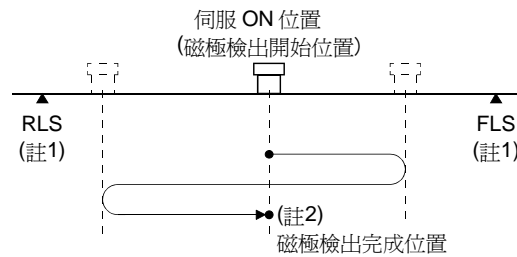 伺服 ON 位置
(磁極檢出開始位置)
RLS
(註1)
FLS
(註1)
(註2)
磁極檢出完成位置